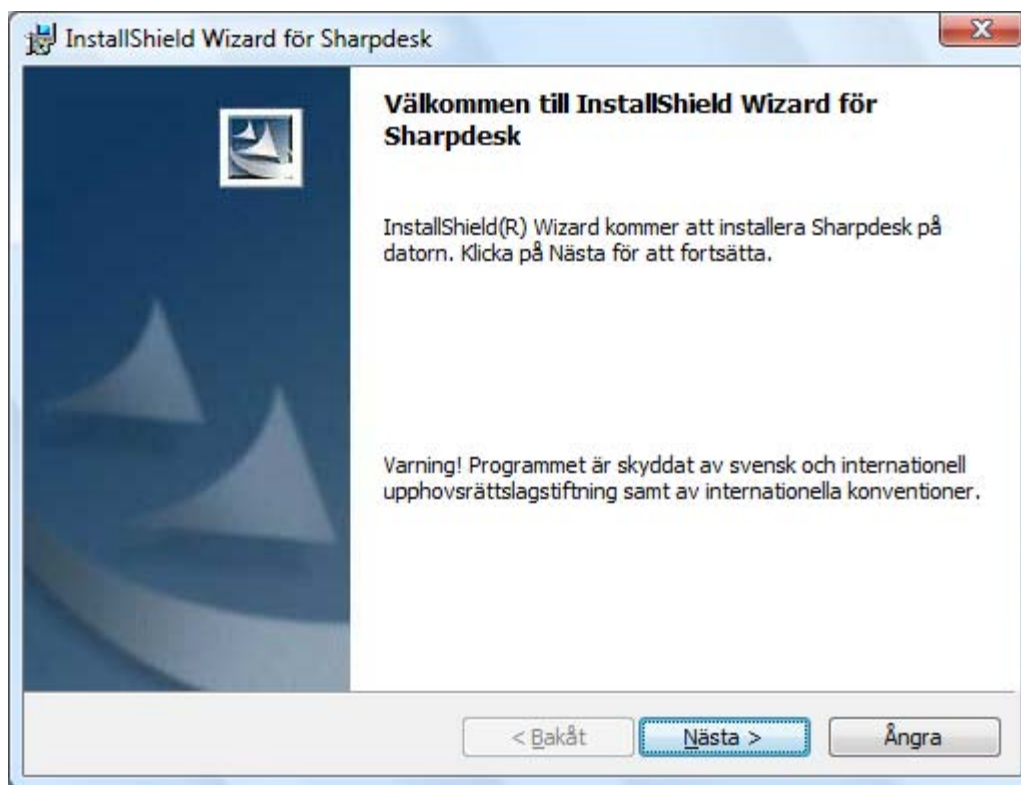 InstallShield Wizard för Sharpdesk
X
Välkommen till InstallShield Wizard för
Sharpdesk
InstallShield(R) Wizard kommer att installera Sharpdesk på
datorn. Klicka på Nästa för att fortsätta.
Varning! Programmet är skyddat av svensk och internationell
upphovsrättslagstiftning samt av internationella konventioner.
< Bakåt
Nästa >
Ångra